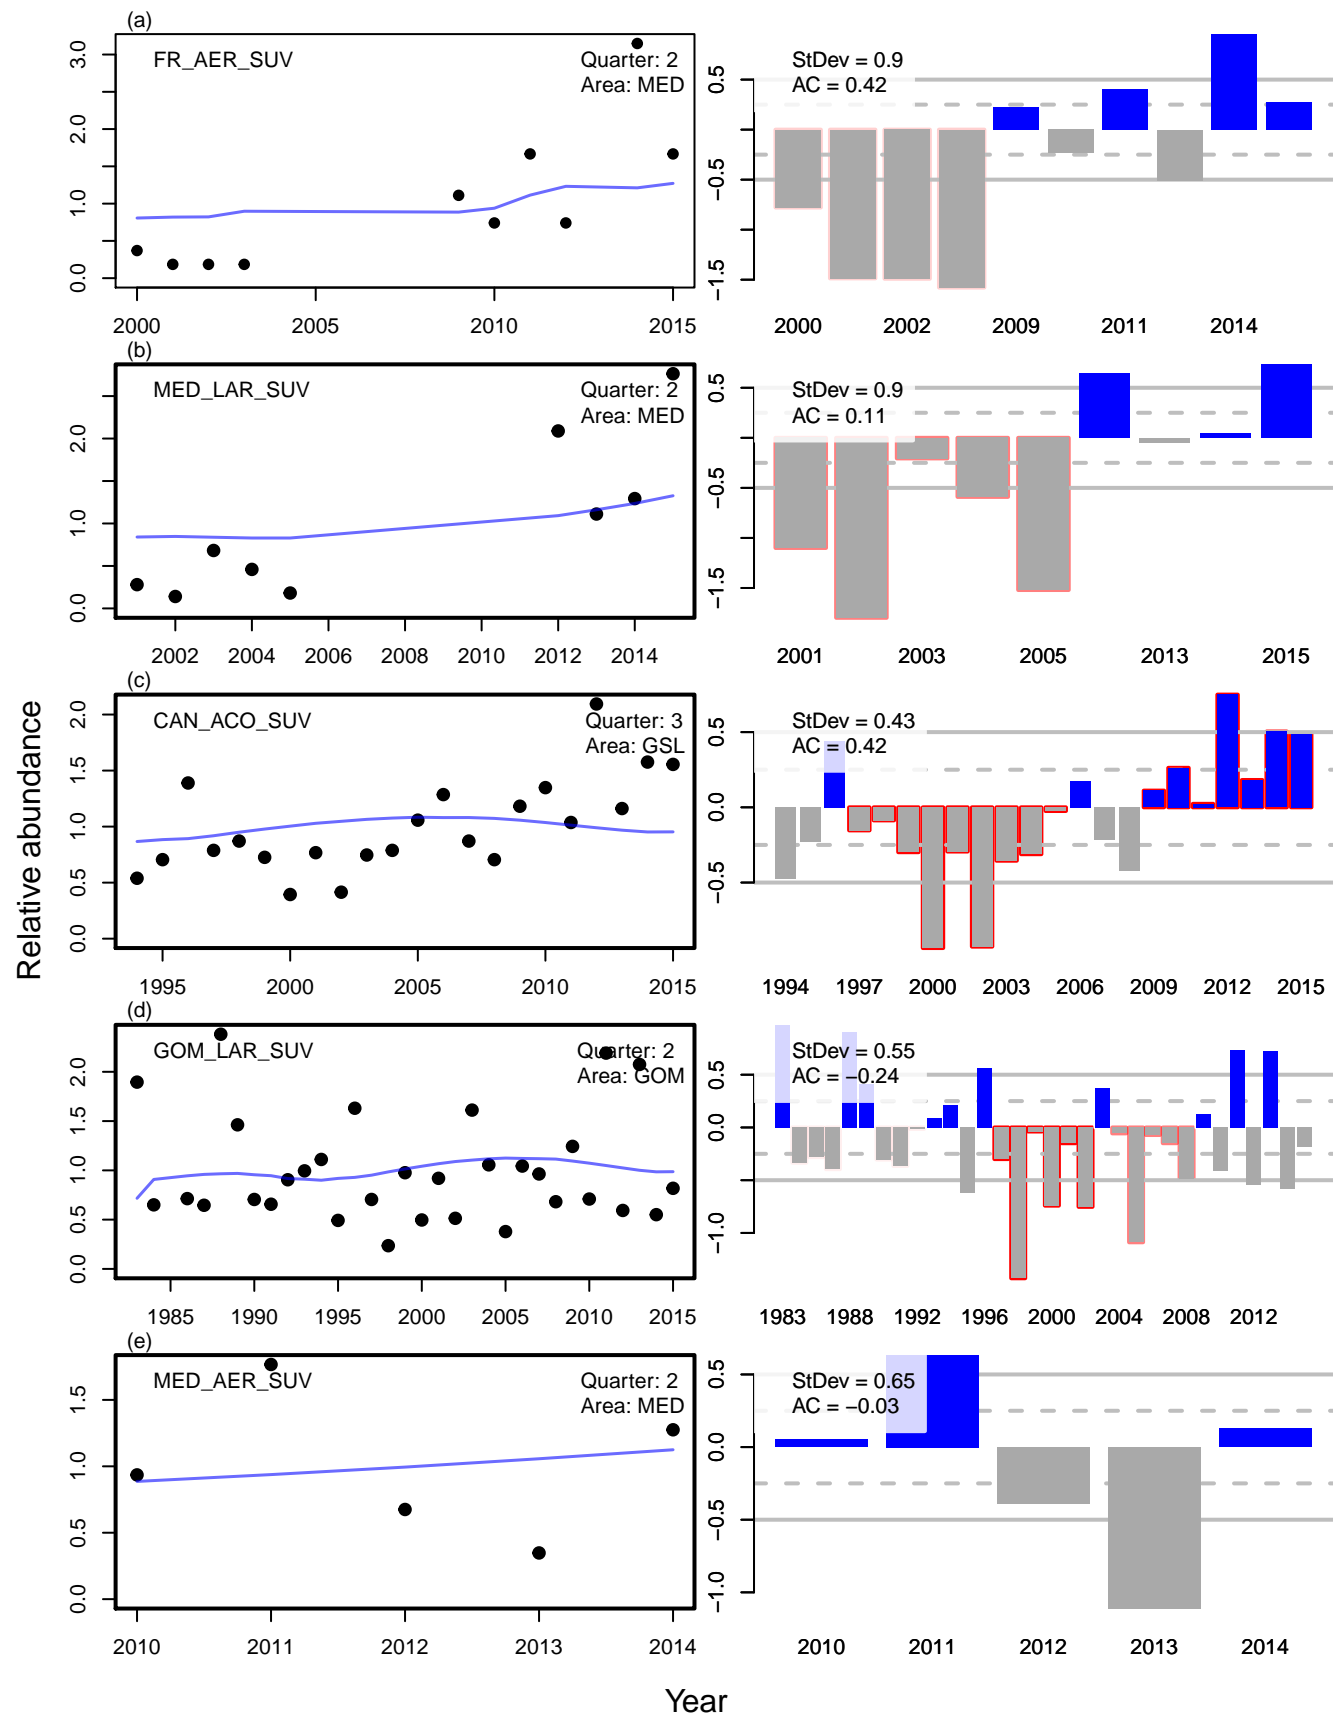 (a)
FR_AER_SUV
Quarter: 2
Area: MED
0.0 1.0 2.0 3.0
2000 2005 2010 2015
StDev = 0.9
AC = 0.42
0.5 −0.5 −1.5
2000 2002 2009 2011 2014
(b)
MED_LAR_SUV
Quarter: 2
Area: MED
0.0 1.0 2.0
2002 2004 2006 2008 2010 2012 2014
StDev = 0.9
AC = 0.11
0.5 −0.5 −1.5
2001 2003 2005 2013 2015
(c)
CAN_ACO_SUV
Quarter: 3
Area: GSL
0.0 0.5 1.0 1.5 2.0
1995 2000 2005 2010 2015
StDev = 0.43
AC = 0.42
0.5 0.0 −0.5
1994 1997 2000 2003 2006 2009 2012 2015
(d)
GOM_LAR_SUV
Quarter: 2
Area: GOM
0.0 0.5 1.0 1.5 2.0
1985 1990 1995 2000 2005 2010 2015
StDev = 0.55
AC = −0.24
0.5 0.0 −1.0
1983 1988 1992 1996 2000 2004 2008 2012
(e)
MED_AER_SUV
Quarter: 2
Area: MED
0.0 0.5 1.0 1.5
2010 2011 2012 2013 2014
StDev = 0.65
AC = −0.03
0.5 0.0 −0.5 −1.0
2010 2011 2012 2013 2014
Relative abundance
Year